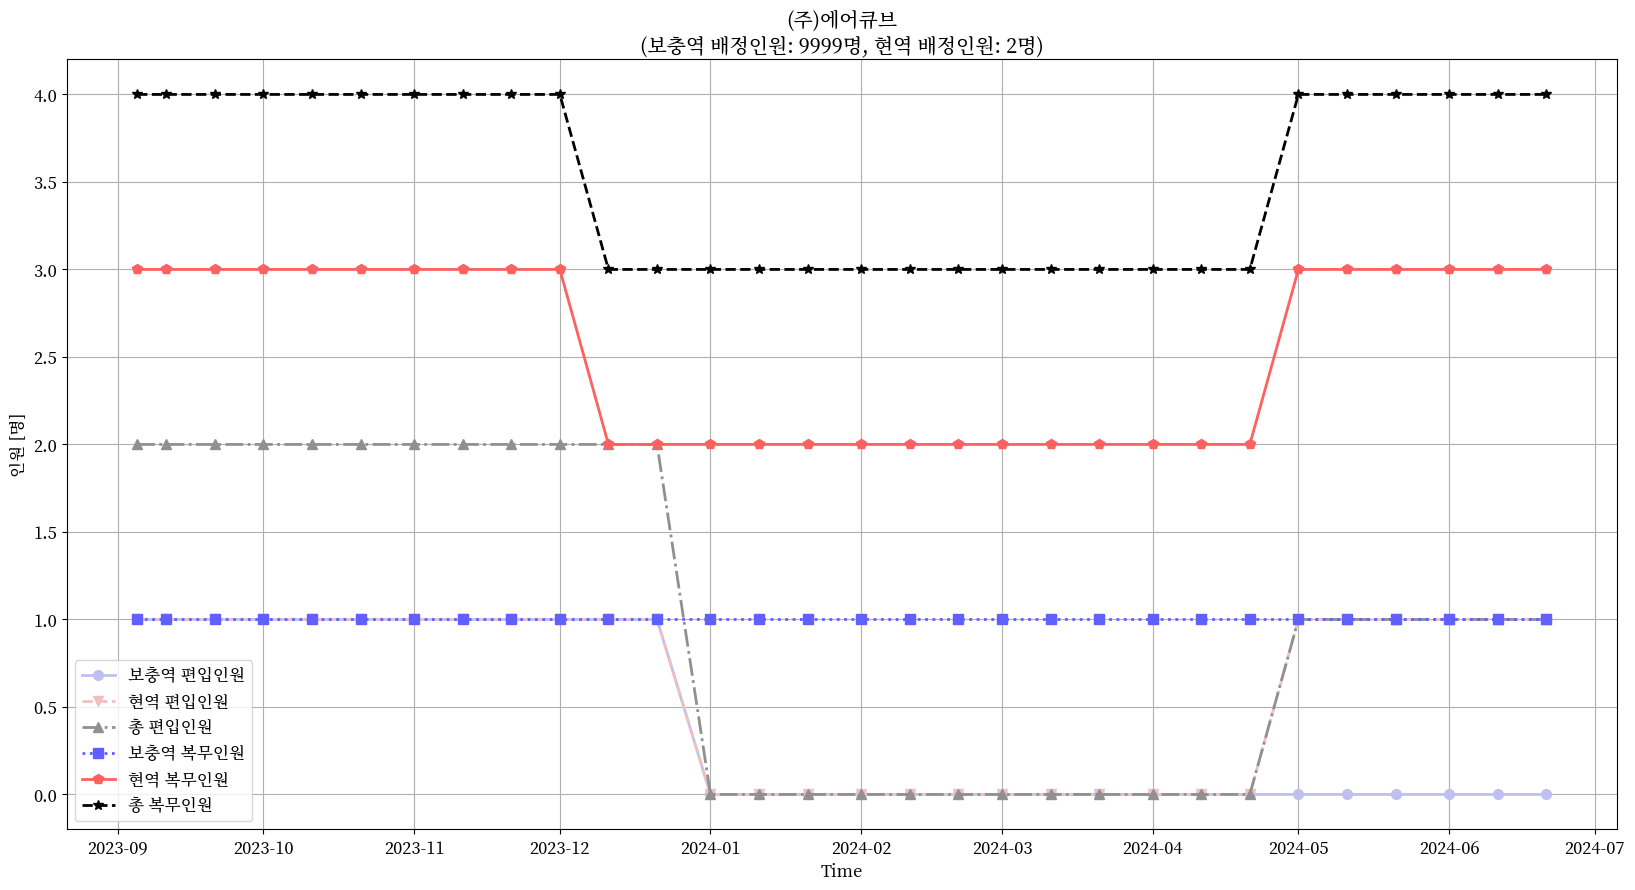 (주)에어큐브
(보충역 배정인원: 9999명, 현역 배정인원: 2명)
인원 [명]
4.0
3.5
3.0
2.5
2.0
1.5
1.0
0.5
0.0
보충역 편입인원
현역 편입인원
총 편입인원
보충역 복무인원
현역 복무인원
총 복무인원
2023-09 2023-10 2023-11 2023-12 2024-01 2024-02 2024-03 2024-04 2024-05 2024-06 2024-07
Time